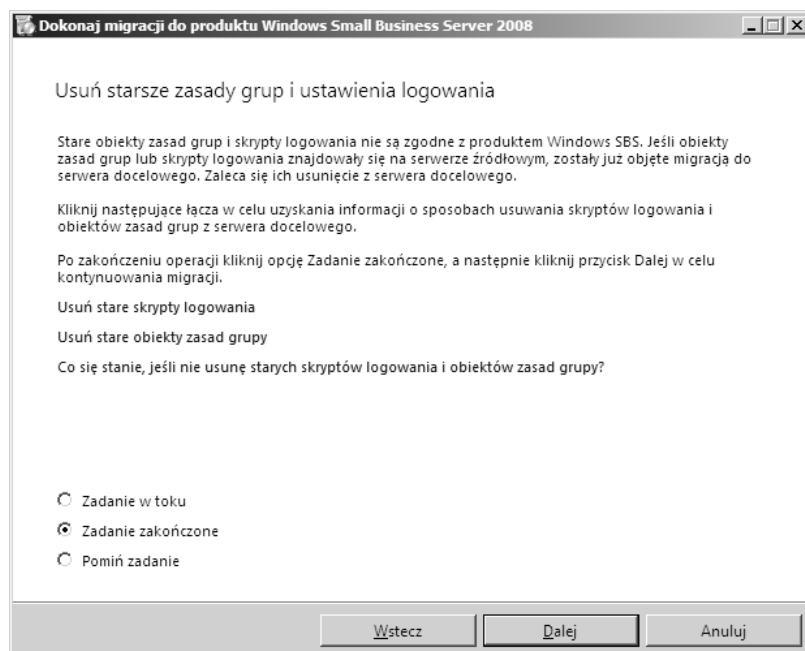 Dokonaj migracji do produktu Windows Small Business Server 2008
Usuń starsze zasady grup i ustawienia logowania
Stare obiekty zasad grup i skrypty logowania nie są zgodne z produktem Windows SBS. Jeśli obiekty
zasad grup lub skrypty logowania znajdowały się na serwerze źródłowym, zostały już objęte migracją do
serwera docelowego. Zaleca się ich usunięcie z serwera docelowego.
Kliknij następujące łącza w celu uzyskania informacji o sposobach usuwania skryptów logowania i
obiektów zasad grup z serwera docelowego.
Po zakończeniu operacji kliknij opcję Zadanie zakończone, a następnie kliknij przycisk Dalej w celu
kontynuowania migracji.
Usuń stare skrypty logowania
Usuń stare obiekty zasad grupy
Co się stanie, jeśli nie usunę starych skryptów logowania i obiektów zasad grupy?
Zadanie w toku
Zadanie zakończone
Pomiń zadanie
Wstecz Dalej Anuluj